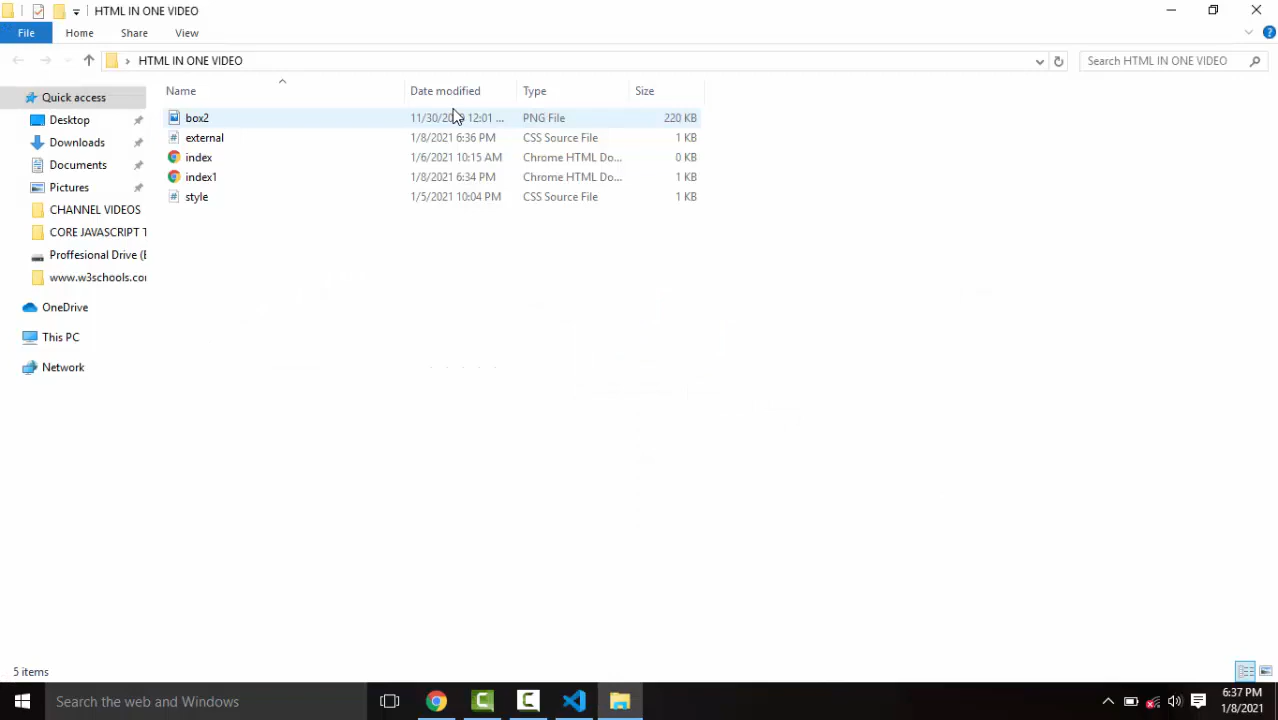 HTML IN ONE VIDEO
File Home Share View
HTML IN ONE VIDEO
Search HTML IN ONE VIDEO
Name Date modified Type Size
Quick access
Desktop
Downloads
Documents
Pictures
CHANNEL VIDEOS
CORE JAVASCRIPT T
Proffesional Drive (E
www.w3schools.co
OneDrive
This PC
Network
box2 11/30/ 12:01 ... PNG File 220 KB
external 1/8/2021 6:36 PM CSS Source File 1 KB
index 1/6/2021 10:15 AM Chrome HTML Do... 0 KB
index1 1/8/2021 6:34 PM Chrome HTML Do... 1 KB
style 1/5/2021 10:04 PM CSS Source File 1 KB
5 items
Search the web and Windows
6:37 PM
1/8/2021